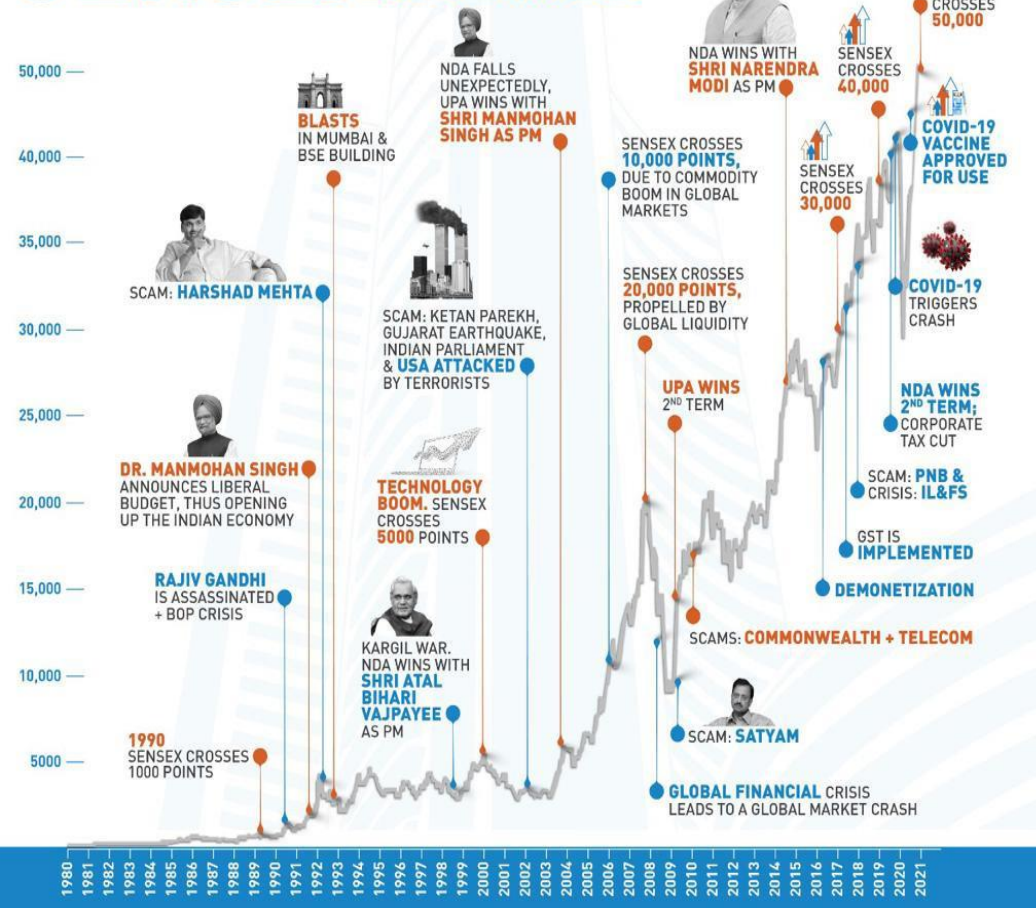 CROSSES
50,000
50,000
40,000
35,000
30,000
25,000
20,000
15,000
10,000
5000
1990
SENSEX CROSSES
1000 POINTS
RAJIV GANDHI
IS ASSASSINATED
+ BOP CRISIS
DR. MANMOHAN SINGH
ANNOUNCES LIBERAL
BUDGET, THUS OPENING
UP THE INDIAN ECONOMY
SCAM: HARSHAD MEHTA
BLASTS
IN MUMBAI &
BSE BUILDING
KARGIL WAR.
NDA WINS WITH
SHRI ATAL
BIHARI
VAJPAYEE
AS PM
TECHNOLOGY
BOOM. SENSEX
CROSSES
5000 POINTS
SCAM: KETAN PAREKH,
GUJARAT EARTHQUAKE,
INDIAN PARLIAMENT
& USA ATTACKED
BY TERRORISTS
NDA FALLS
UNEXPECTEDLY,
UPA WINS WITH
SHRI MANMOHAN
SINGH AS PM
SENSEX CROSSES
10,000 POINTS,
DUE TO COMMODITY
BOOM IN GLOBAL
MARKETS
SENSEX CROSSES
20,000 POINTS,
PROPELLED BY
GLOBAL LIQUIDITY
GLOBAL FINANCIAL CRISIS
LEADS TO A GLOBAL MARKET CRASH
UPA WINS
2ND TERM
SCAM: SATYAM
SCAMS: COMMONWEALTH + TELECOM
NDA WINS WITH
SHRI NARENDRA
MODI AS PM
DEMONETIZATION
SENSEX
CROSSES
30,000
GST IS
IMPLEMENTED
SCAM: PNB &
CRISIS: IL&FS
SENSEX
CROSSES
40,000
NDA WINS
2ND TERM;
CORPORATE
TAX CUT
COVID-19
TRIGGERS
CRASH
COVID-19
VACCINE
APPROVED
FOR USE
1980
1981
1982
1983
1984
1985
1986
1987
1988
1989
1990
1991
1992
1993
1994
1995
1996
1997
1998
1999
2000
2001
2002
2003
2004
2005
2006
2007
2008
2009
2010
2011
2012
2013
2014
2015
2016
2017
2018
2019
2020
2021